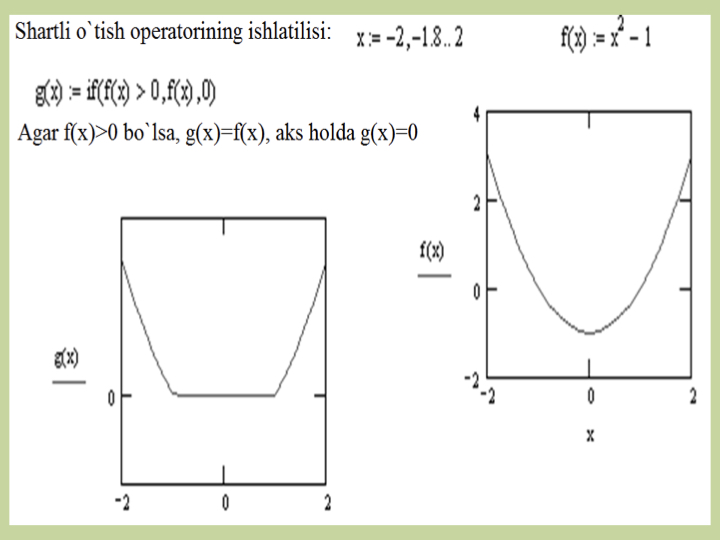 Shartli o`tish operatorining ishlatilisi: x := -2,-1.8.. 2 f(x) := x² - 1
g(x) := if(f(x) > 0,f(x),0)
Agar f(x)>0 bo`lsa, g(x)=f(x), aks holda g(x)=0
4
2
f(x)
0
-2
-2 0 2
x
g(x)
0
-2 0 2